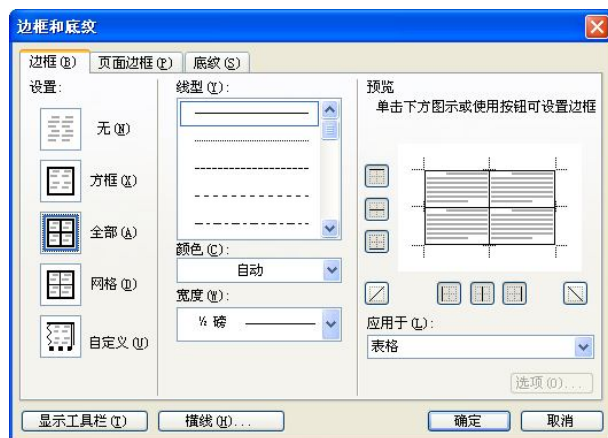 边框和底纹
边框(B)
页面边框(P)
底纹(S)
设置:
无(N)
方框(X)
全部(A)
网格(D)
自定义(U)
线型(Y):
颜色(C):
自动
宽度(W):
½ 磅
预览
单击下方图示或使用按钮可设置边框
应用于(L):
表格
选项(O)...
显示工具栏(T)
横线(H)...
确定
取消